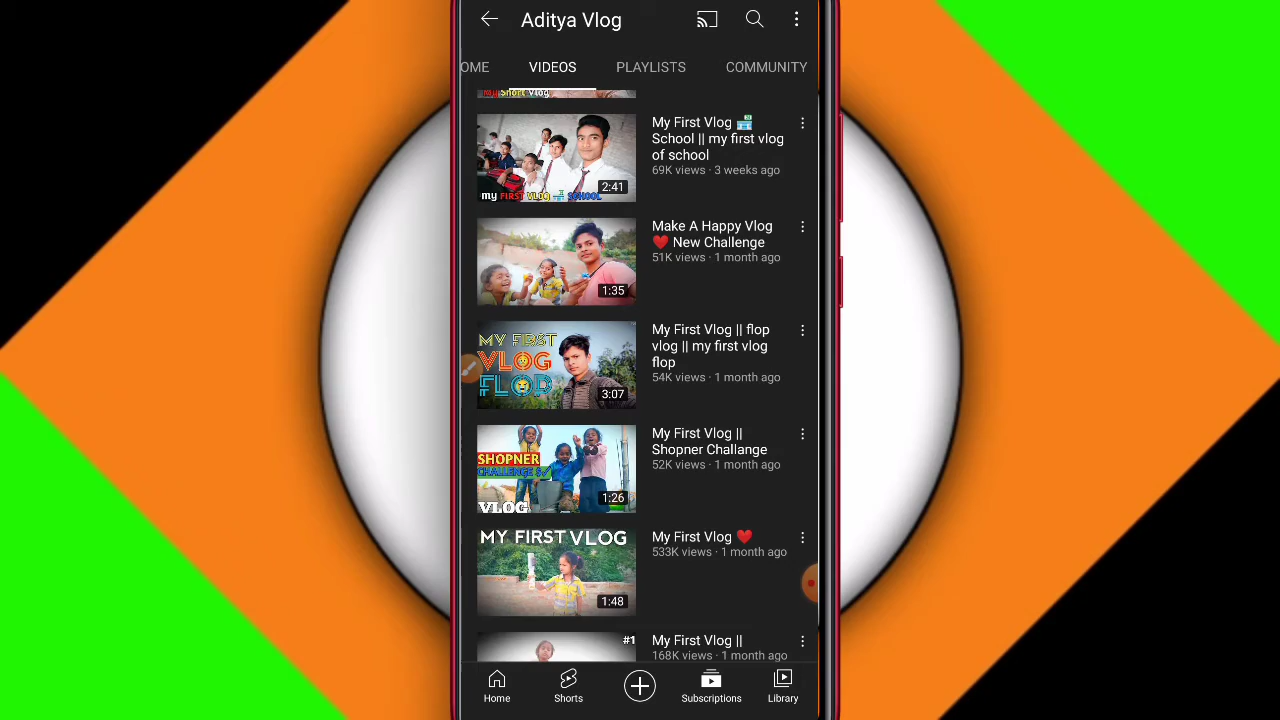 Aditya Vlog
OME
VIDEOS
PLAYLISTS
COMMUNITY
my Short Vlog
My First Vlog 🏪
School || my first vlog
of school
69K views · 3 weeks ago
my FIRST VLOG SCHOOL
2:41
Make A Happy Vlog
❤️ New Challenge
51K views · 1 month ago
1:35
My First Vlog || flop
vlog || my first vlog
flop
54K views · 1 month ago
MY FIRST
VLOG
FLOP
3:07
My First Vlog ||
Shopner Challange
52K views · 1 month ago
SHOPNER
CHALLENGE
VLOG
1:26
My First Vlog ❤️
533K views · 1 month ago
MY FIRST VLOG
1:48
#1
My First Vlog ||
168K views · 1 month ago
Home
Shorts
Subscriptions
Library